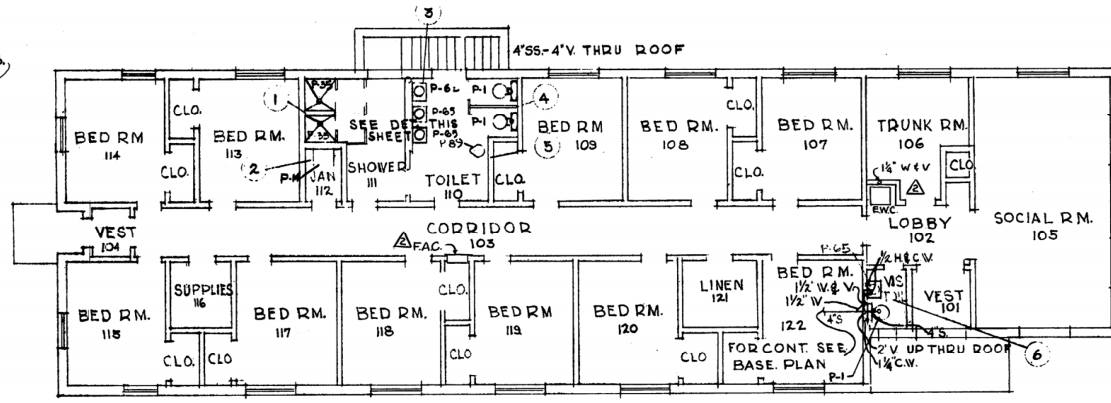 3
4"SS.-4"V. THRU ROOF
P-35
P-62
P-1
1
4
CLO.
CLO.
P-65
P-1
BED RM.
114
BED RM.
113
SEE DET THIS
SHEET
P-65
P-35
P-89
BED RM
109
BED RM.
108
BED RM.
107
TRUNK RM.
106
2
JAN
112
SHOWER
111
5
CLO.
TOILET
110
CLO.
CLO.
CLO.
1¼" W & V
2
E.W.C.
VEST
104
CORRIDOR
103
LOBBY
102
SOCIAL RM.
105
2
F.A.C.
P-65
½ H.& C.W.
BED RM.
115
SUPPLIES
116
BED RM.
117
BED RM.
118
CLO.
BED RM
119
BED RM.
120
LINEN
121
BED RM.
122
1½" W.& V.
1½" W.
4"S
VEST
101
4"S.
CLO.
CLO
CLO
CLO
FOR CONT. SEE
BASE. PLAN
2"V. UP THRU ROOF
1¼"C.W.
P-1
6